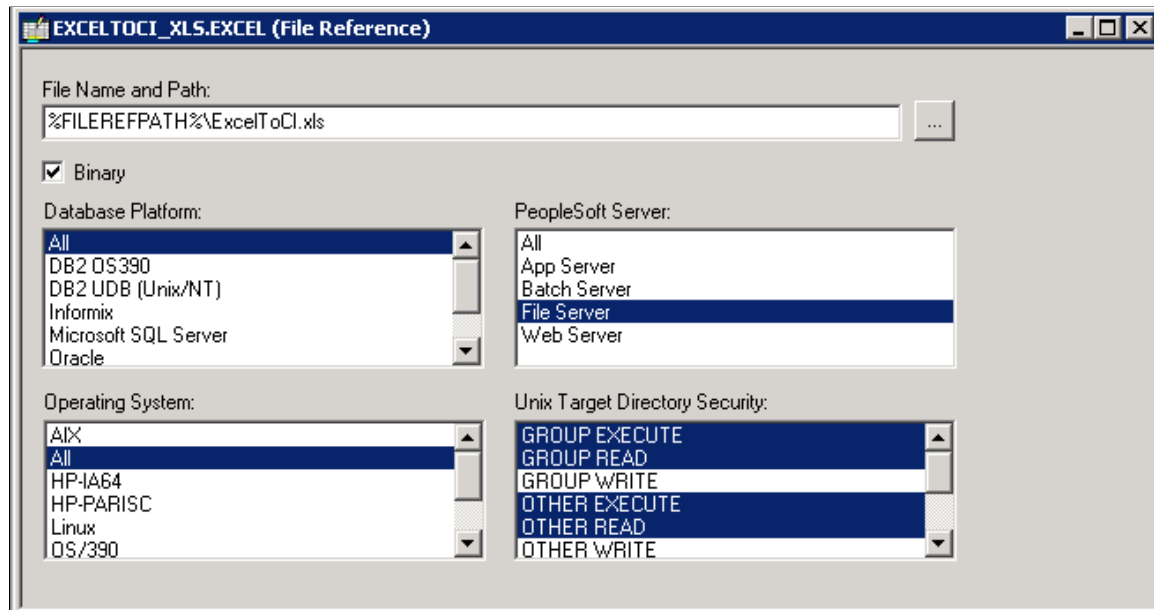 EXCELTOCI_XLS.EXCEL (File Reference)
File Name and Path:
%FILEREFPATH%\ExcelToCI.xls
...
Binary
Database Platform:
All
DB2 OS390
DB2 UDB (Unix/NT)
Informix
Microsoft SQL Server
Oracle
PeopleSoft Server:
All
App Server
Batch Server
File Server
Web Server
Operating System:
AIX
All
HP-IA64
HP-PARISC
Linux
OS/390
Unix Target Directory Security:
GROUP EXECUTE
GROUP READ
GROUP WRITE
OTHER EXECUTE
OTHER READ
OTHER WRITE